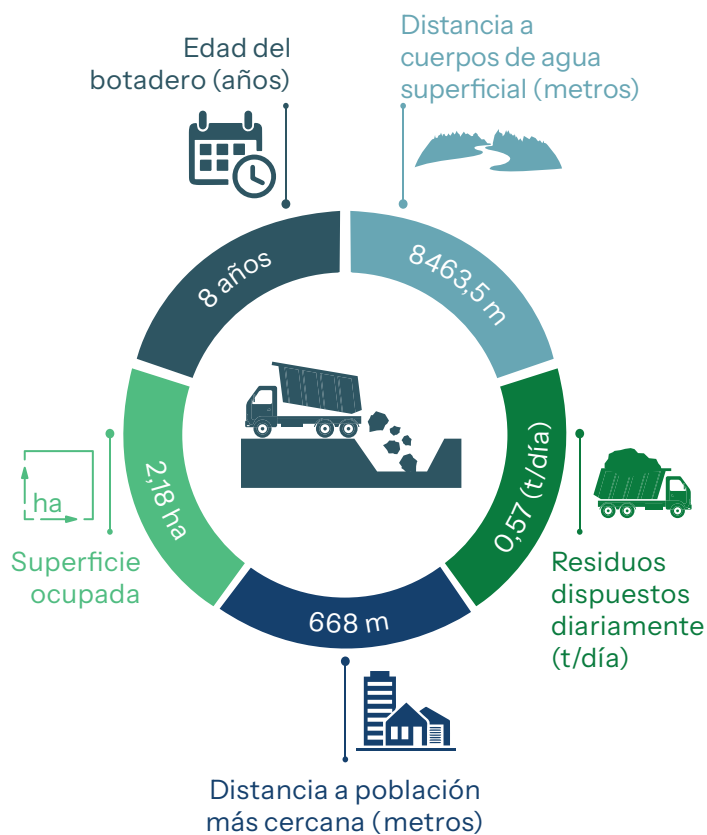 Edad del
botadero (años)
Distancia a
cuerpos de agua
superficial (metros)
8 años
8463,5 m
2,18 ha
0,57 (t/día)
668 m
ha
Superficie
ocupada
Residuos
dispuestos
diariamente
(t/día)
Distancia a población
más cercana (metros)